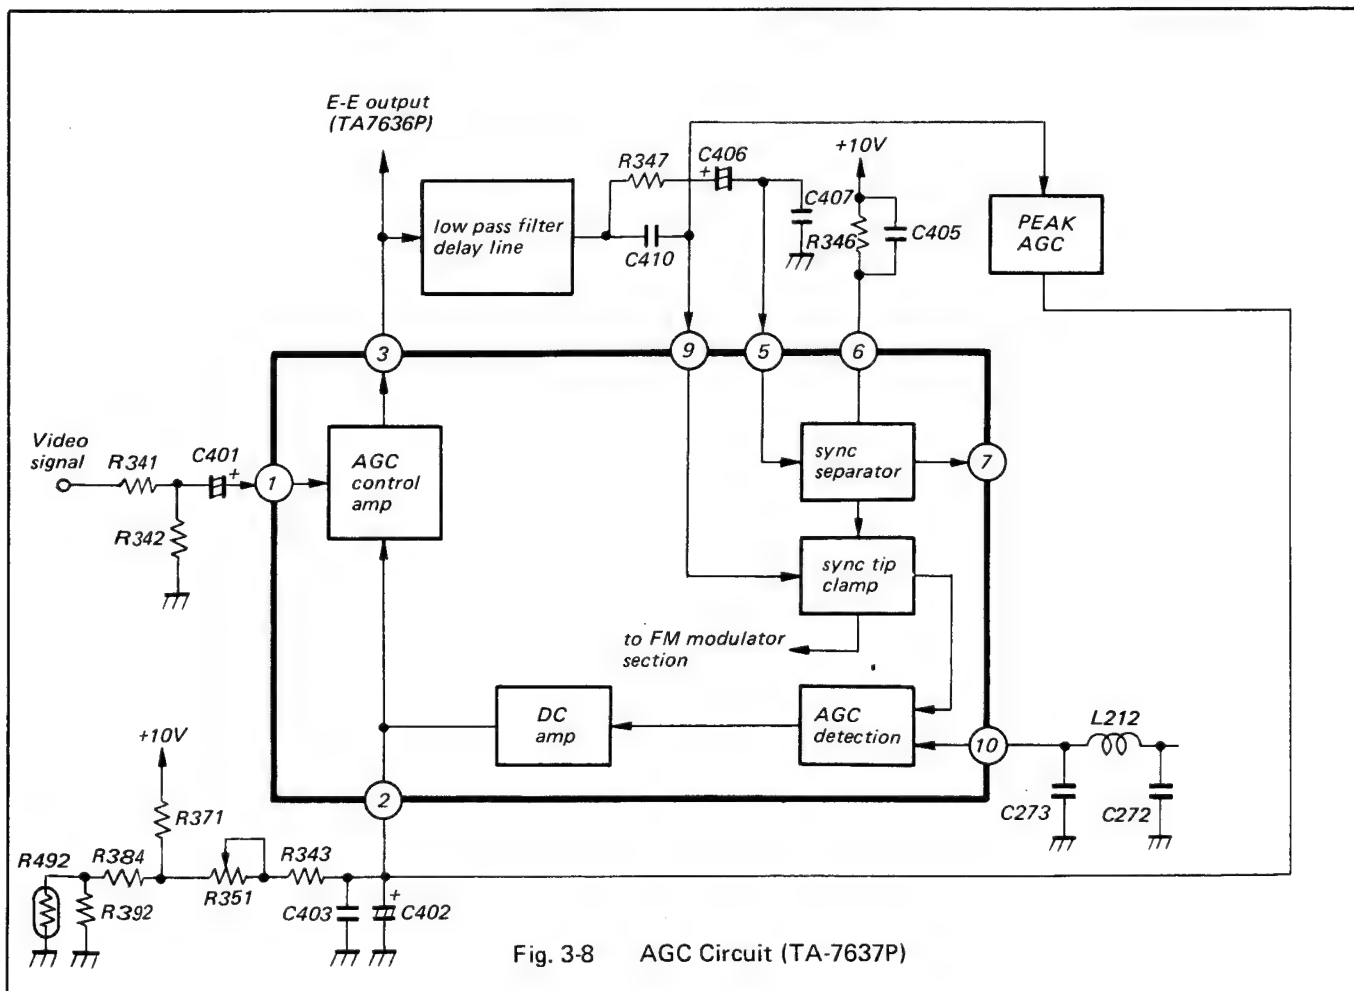 E-E output
(TA7636P)
+10V
R347
C406
+
C407
R346
C405
PEAK
AGC
low pass filter
delay line
C410
3
9
5
6
Video
signal
R341
C401
+
1
AGC
control
amp
sync
separator
7
R342
sync tip
clamp
to FM modulator
section
DC
amp
AGC
detection
10
L212
+10V
2
C273
C272
R371
R492
R384
R343
R392
R351
C403
+
C402
Fig. 3-8 AGC Circuit (TA-7637P)